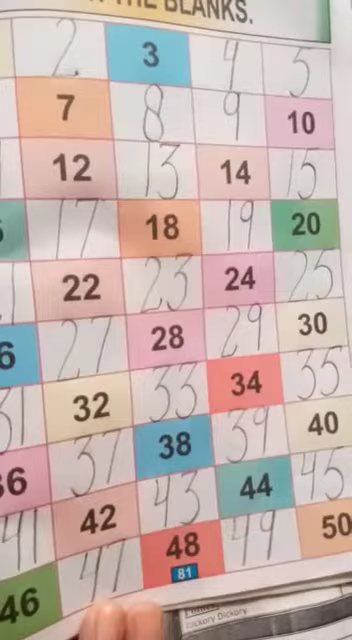 THE BLANKS.
2 3 4 5
7 8 9 10
12 13 14 15
17 18 19 20
22 23 24 25
6 27 28 29 30
31 32 33 34 35
36 37 38 39 40
41 42 43 44 45
46 47 48 49 50
81
Hickory Dickory